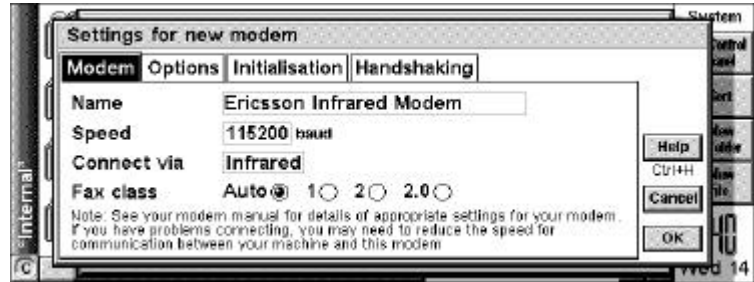 System
Settings for new modem
Modem Options Initialisation Handshaking
Name Ericsson Infrared Modem
Speed 115200 baud
Connect via Infrared
Fax class Auto 1 2 2.0
Note: See your modem manual for details of appropriate settings for your modem.
If you have problems connecting, you may need to reduce the speed for
communication between your machine and this modem
Help
Ctrl+H
Cancel
OK
"Internal"
Wed 14